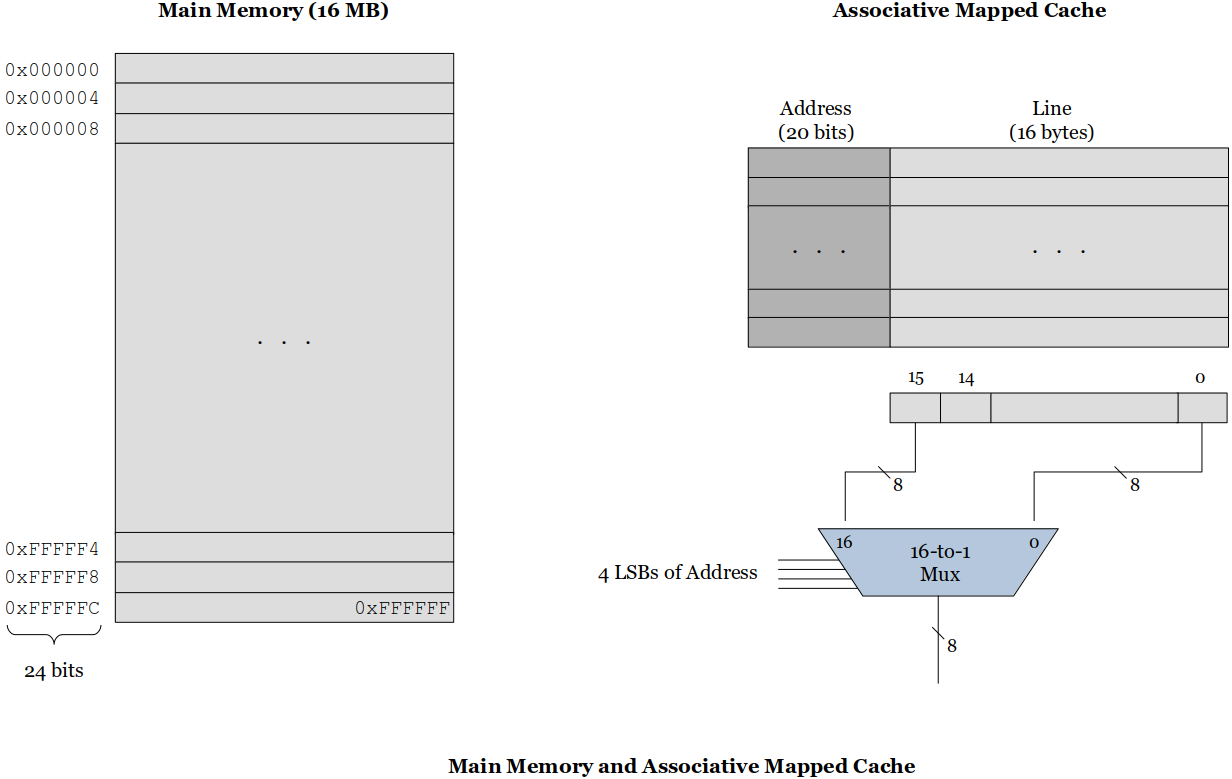 Main Memory (16 MB)
0x000000
0x000004
0x000008
. . .
0xFFFFF4
0xFFFFF8
0xFFFFFC
0xFFFFFF
24 bits
Associative Mapped Cache
Address
(20 bits)
Line
(16 bytes)
. . .
. . .
15
14
0
8
8
16
0
16-to-1
Mux
4 LSBs of Address
8
Main Memory and Associative Mapped Cache